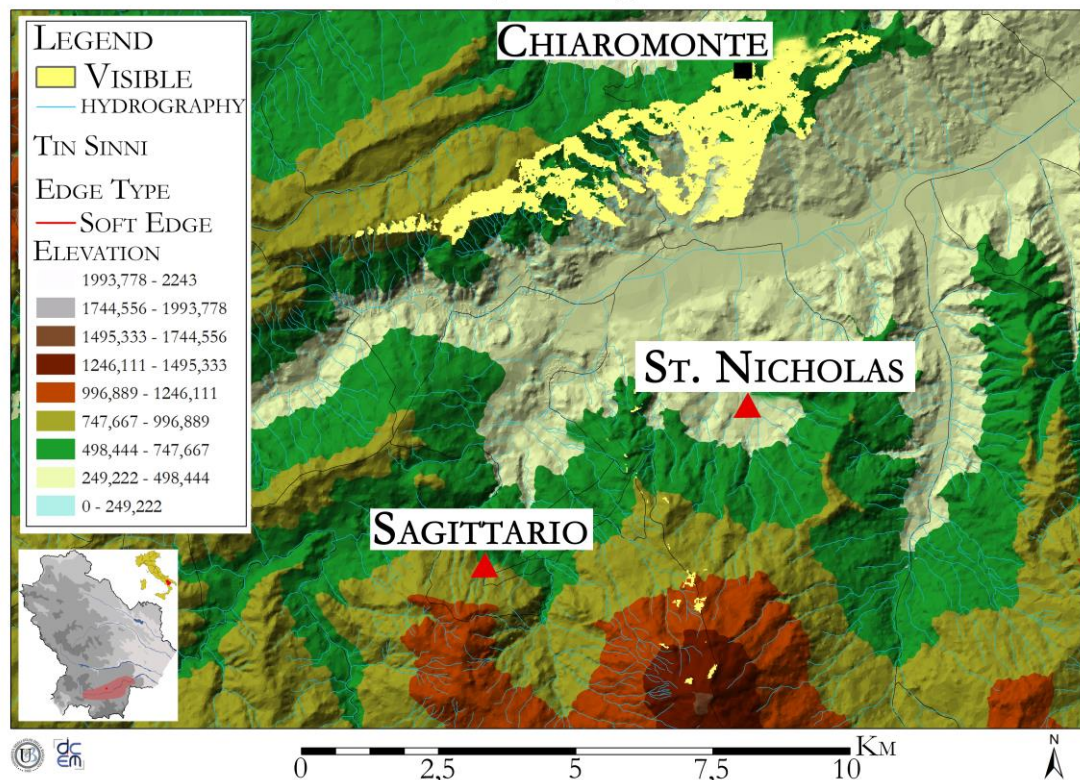 LEGEND
VISIBLE
HYDROGRAPHY
TIN SINNI
EDGE TYPE
SOFT EDGE
ELEVATION
1993,778 - 2243
1744,556 - 1993,778
1495,333 - 1744,556
1246,111 - 1495,333
996,889 - 1246,111
747,667 - 996,889
498,444 - 747,667
249,222 - 498,444
0 - 249,222
CHIAROMONTE
ST. NICHOLAS
SAGITTARIO
dc
em
KM
0 2,5 5 7,5 10
N